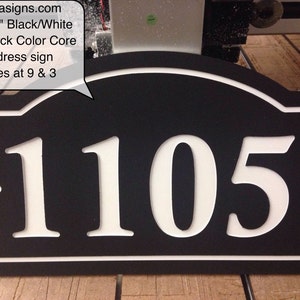 asigns.com
" Black/White
ck Color Core
dress sign
es at 9 & 3
1105